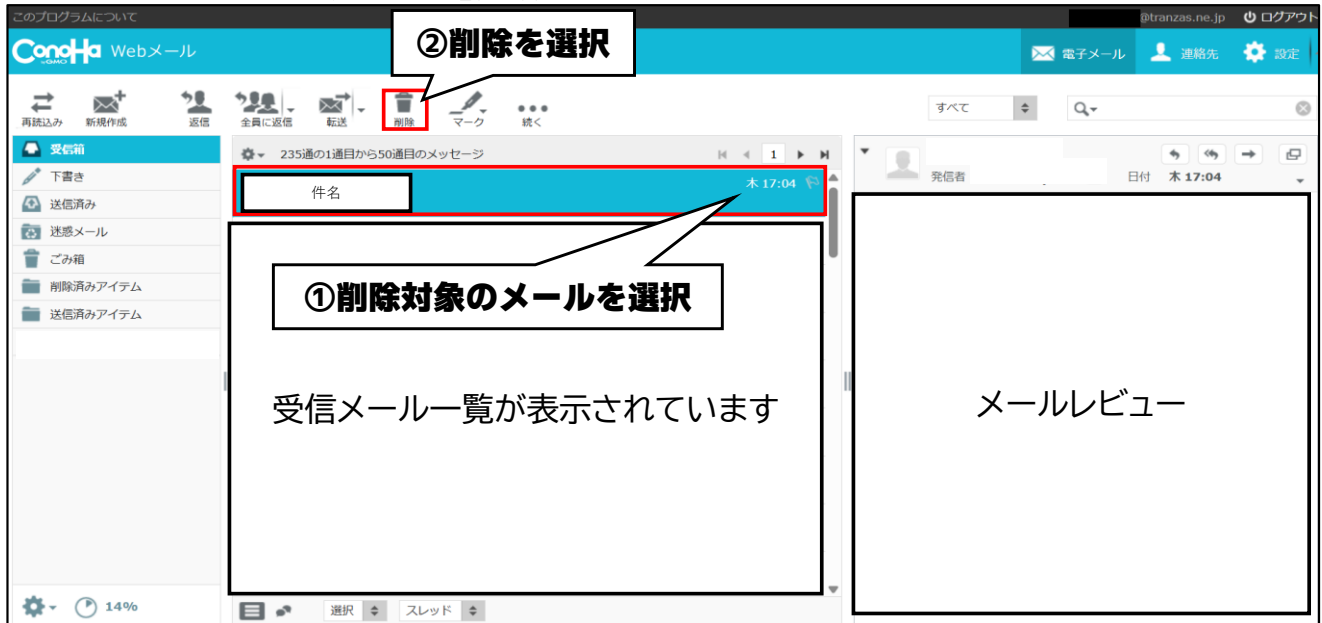 このプログラムについて
@tranzas.ne.jp ログアウト
ConoHa by GMO Webメール
電子メール 連絡先 設定
②削除を選択
再読込み 新規作成 返信 全員に返信 転送 削除 マーク 続く
すべて
受信箱
下書き
送信済み
迷惑メール
ごみ箱
削除済みアイテム
送信済みアイテム
235通の1通目から50通目のメッセージ 1
件名 木 17:04
①削除対象のメールを選択
受信メール一覧が表示されています
発信者 日付 木 17:04
メールレビュー
14%
選択 スレッド